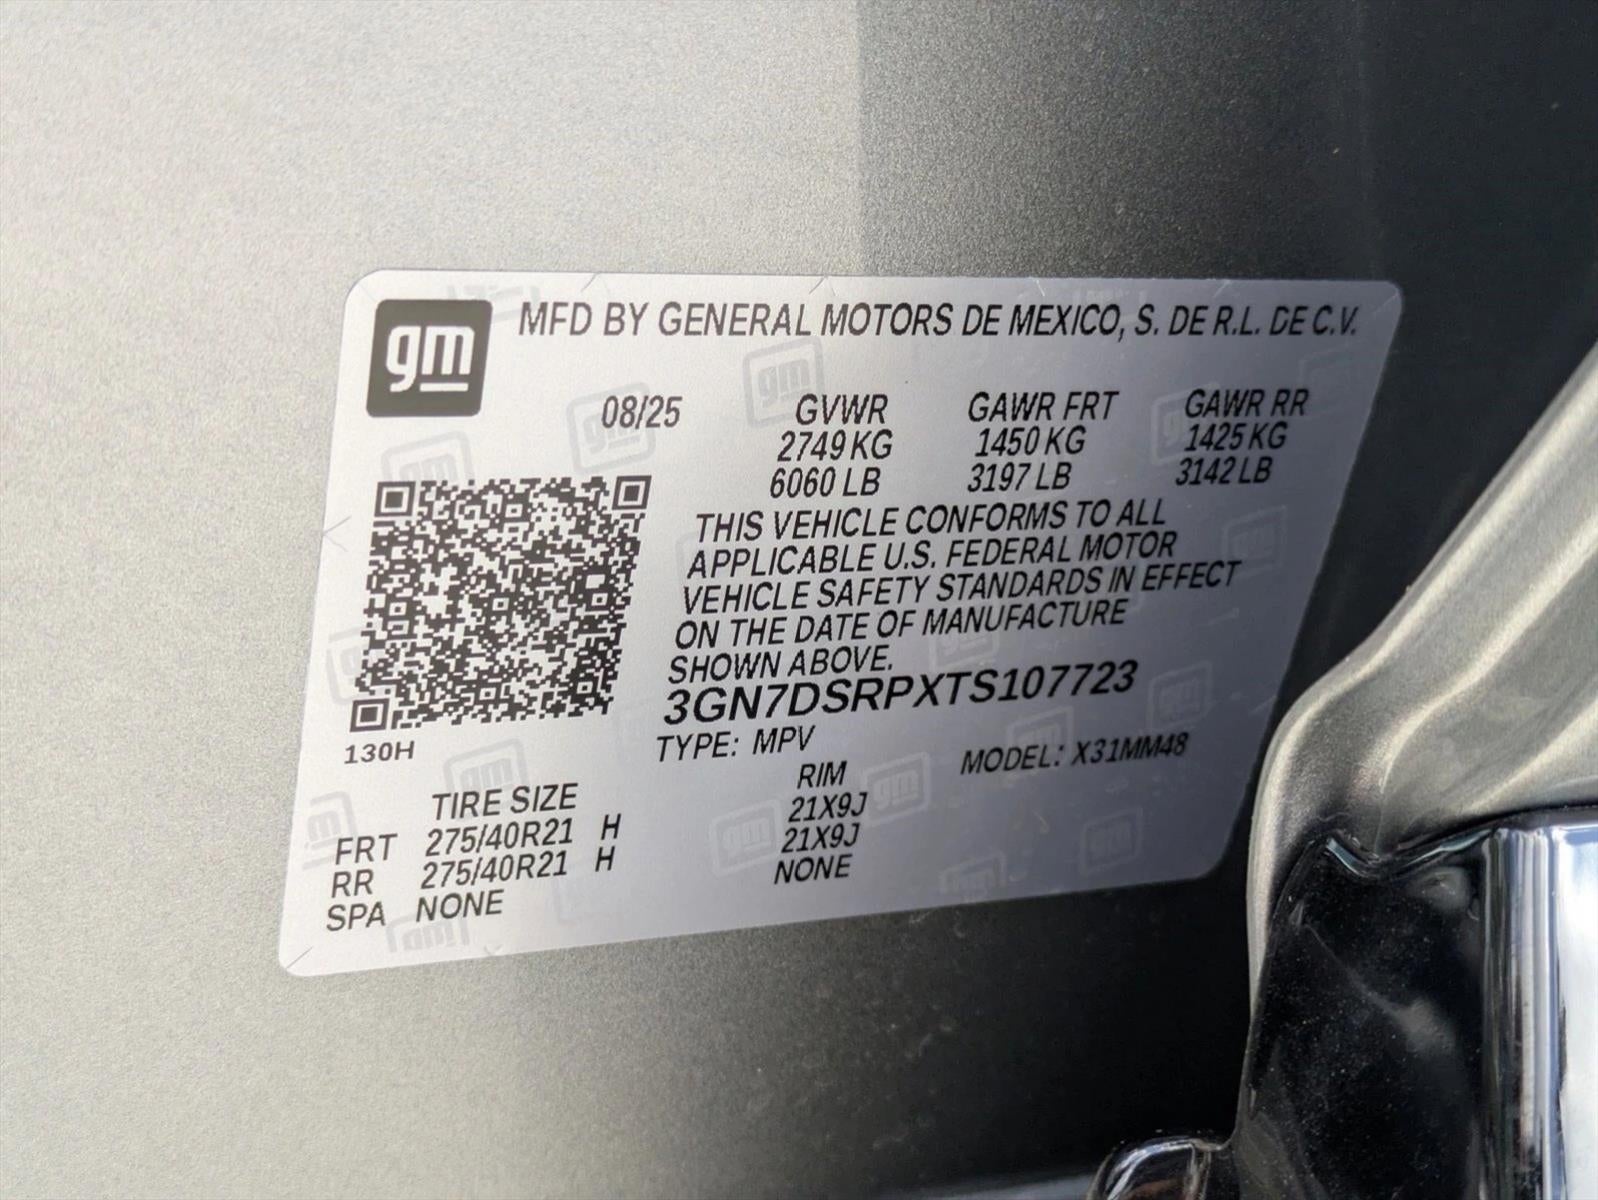 gm
MFD BY GENERAL MOTORS DE MEXICO, S. DE R.L. DE C.V.
08/25 GVWR GAWR FRT GAWR RR
2749 KG 1450 KG 1425 KG
6060 LB 3197 LB 3142 LB
THIS VEHICLE CONFORMS TO ALL
APPLICABLE U.S. FEDERAL MOTOR
VEHICLE SAFETY STANDARDS IN EFFECT
ON THE DATE OF MANUFACTURE
SHOWN ABOVE.
3GN7DSRPXTS107723
130H
TYPE: MPV MODEL: X31MM48
TIRE SIZE RIM
FRT 275/40R21 H 21X9J
RR 275/40R21 H 21X9J
SPA NONE NONE